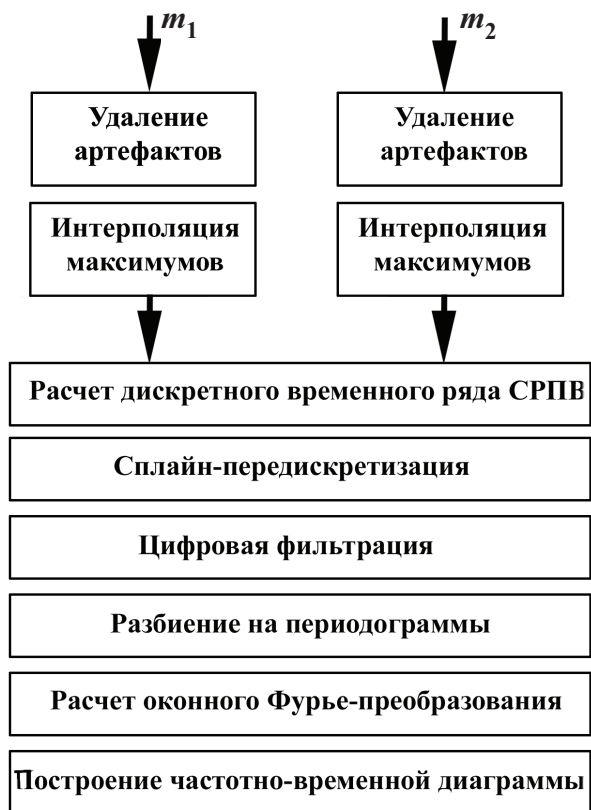 m1 m2
Удаление Удаление
артефактов артефактов
Интерполяция Интерполяция
максимумов максимумов
Расчет дискретного временного ряда СРПВ
Сплайн-передискретизация
Цифровая фильтрация
Разбиение на периодограммы
Расчет оконного Фурье-преобразования
Построение частотно-временной диаграммы